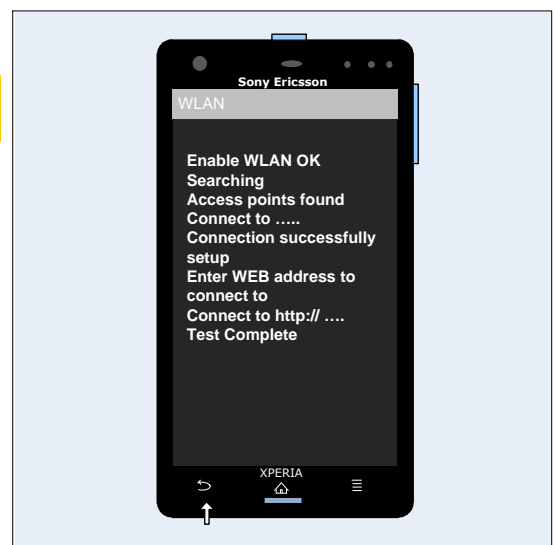 Sony Ericsson
WLAN
Enable WLAN OK
Searching
Access points found
Connect to …..
Connection successfully
setup
Enter WEB address to
connect to
Connect to http:// ….
Test Complete
XPERIA